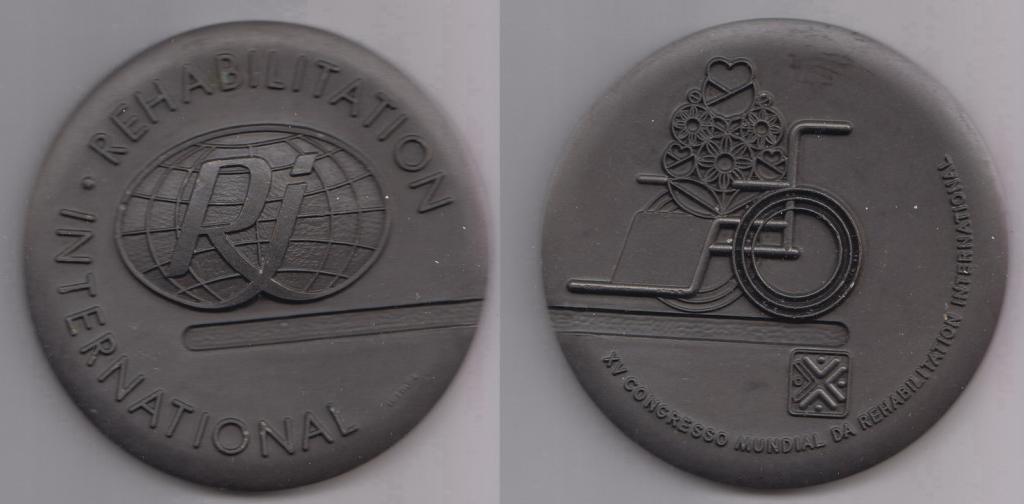 REHABILITATION
INTERNATIONAL
Ri
XV CONGRESSO MUNDIAL DA REHABILITATION INTERNATIONAL